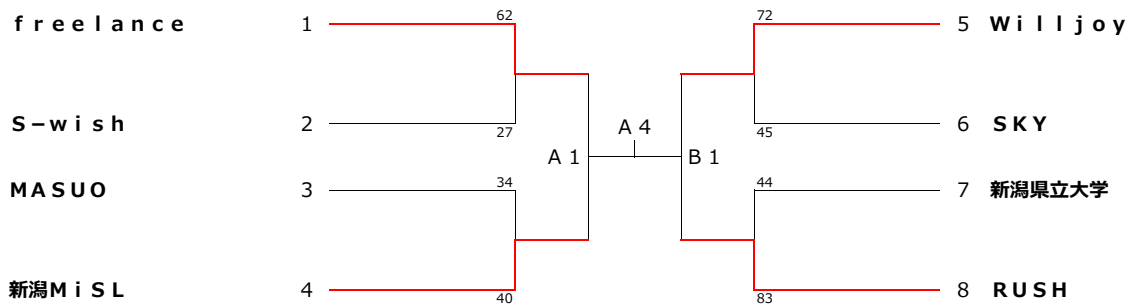 ｆｒｅｅｌａｎｃｅ 1 62 72 5 Ｗｉｌｌｊｏｙ
Ｓ−ｗｉｓｈ 2 27 Ａ４ 45 6 ＳＫＹ
Ａ１ Ｂ１
ＭＡＳＵＯ 3 34 44 7 新潟県立大学
新潟ＭｉＳＬ 4 40 83 8 ＲＵＳＨ